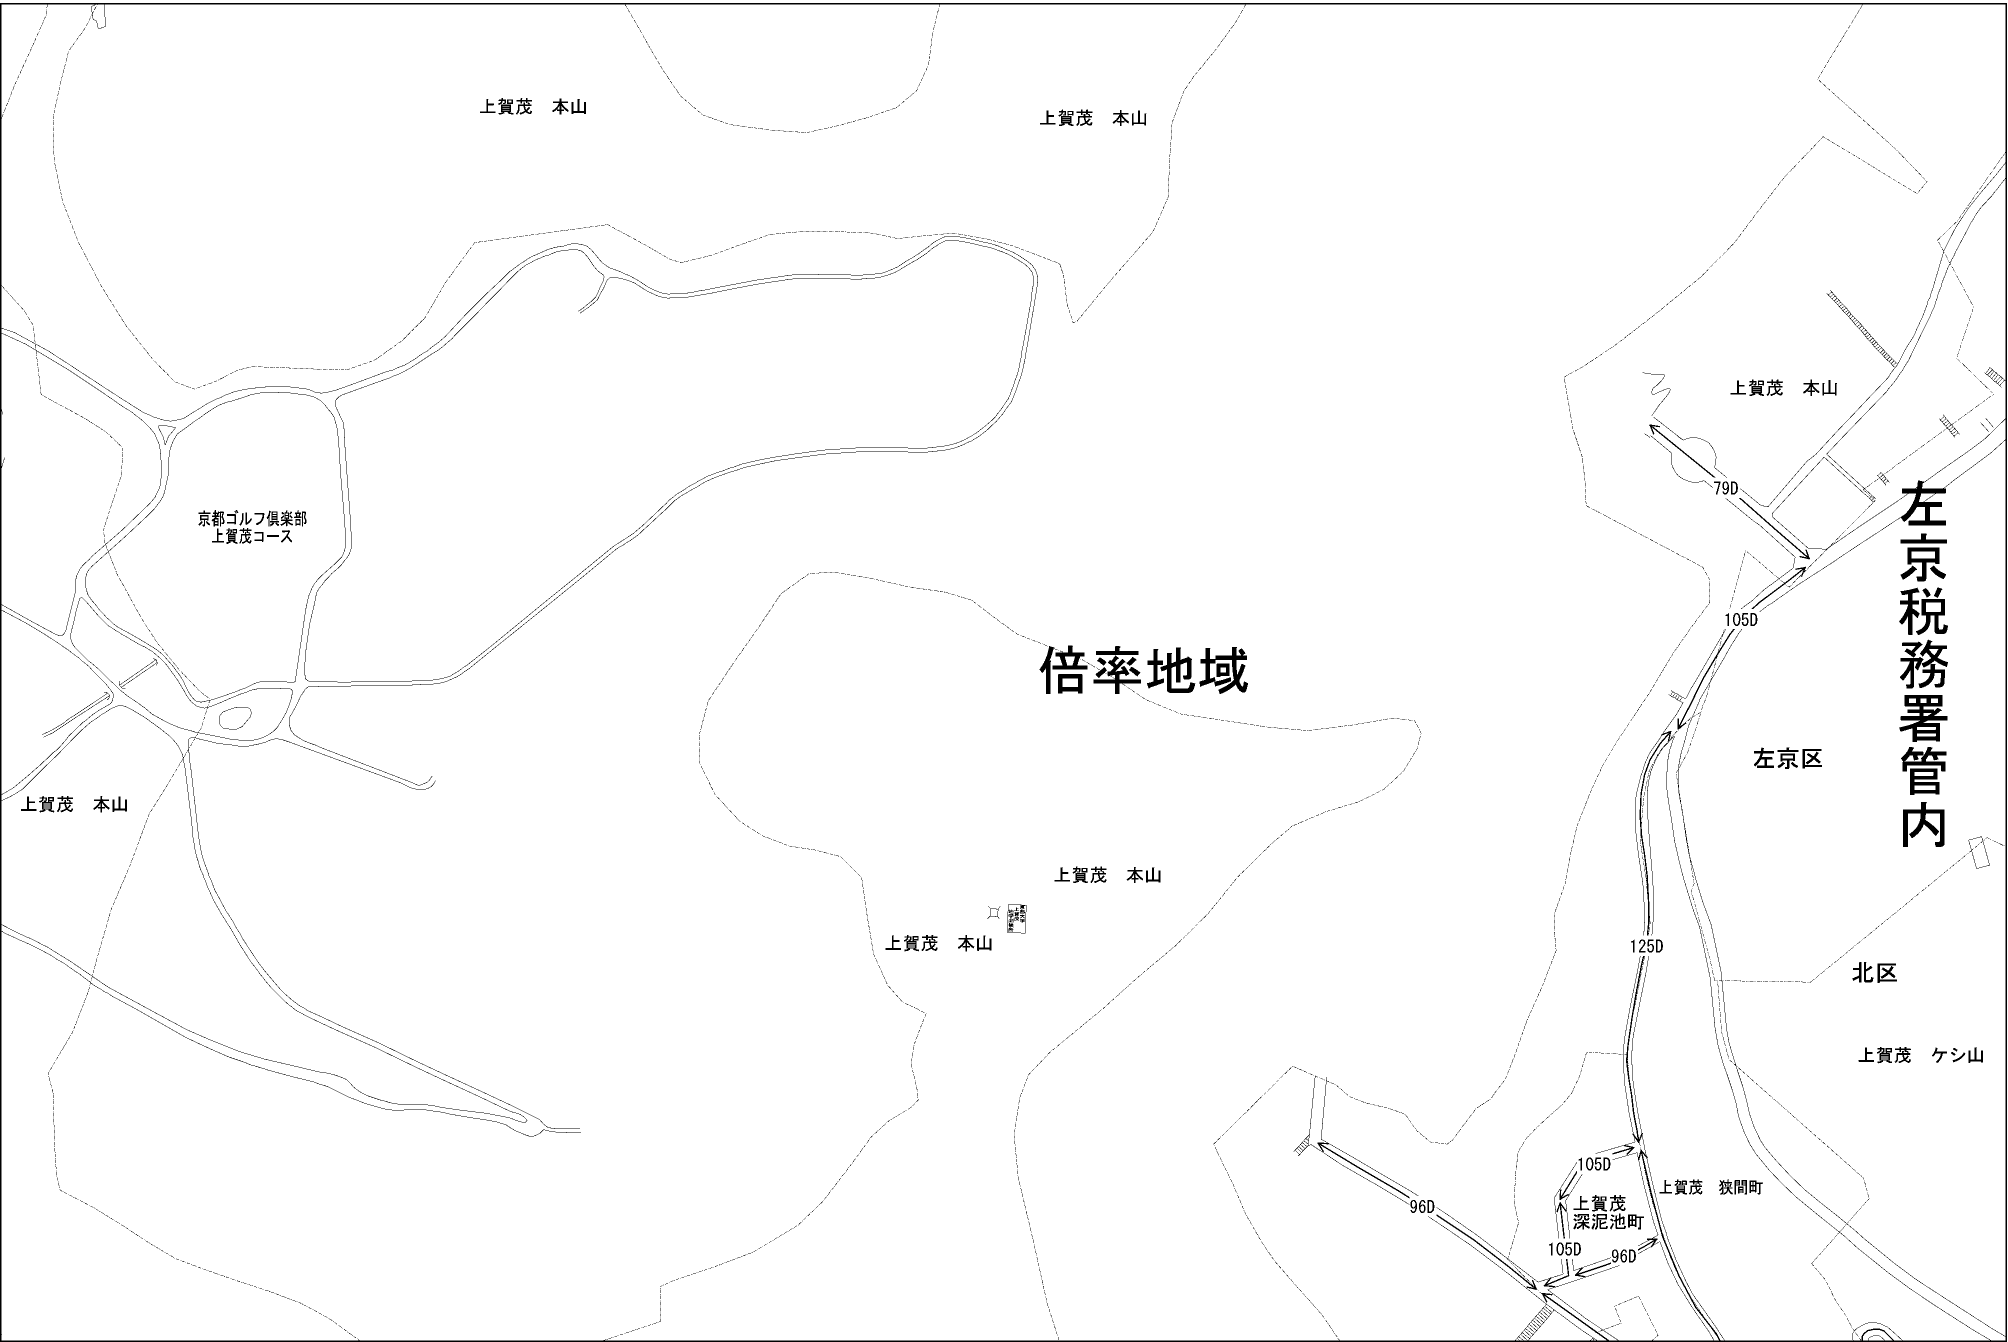 上賀茂　本山
上賀茂　本山
上賀茂　本山
79D
京都ゴルフ倶楽部
上賀茂コース
左京税務署管内
105D
倍率地域
左京区
上賀茂　本山
上賀茂　本山
上賀茂　本山
125D
北区
上賀茂　ケシ山
105D
上賀茂　狭間町
96D
上賀茂
深泥池町
105D
96D